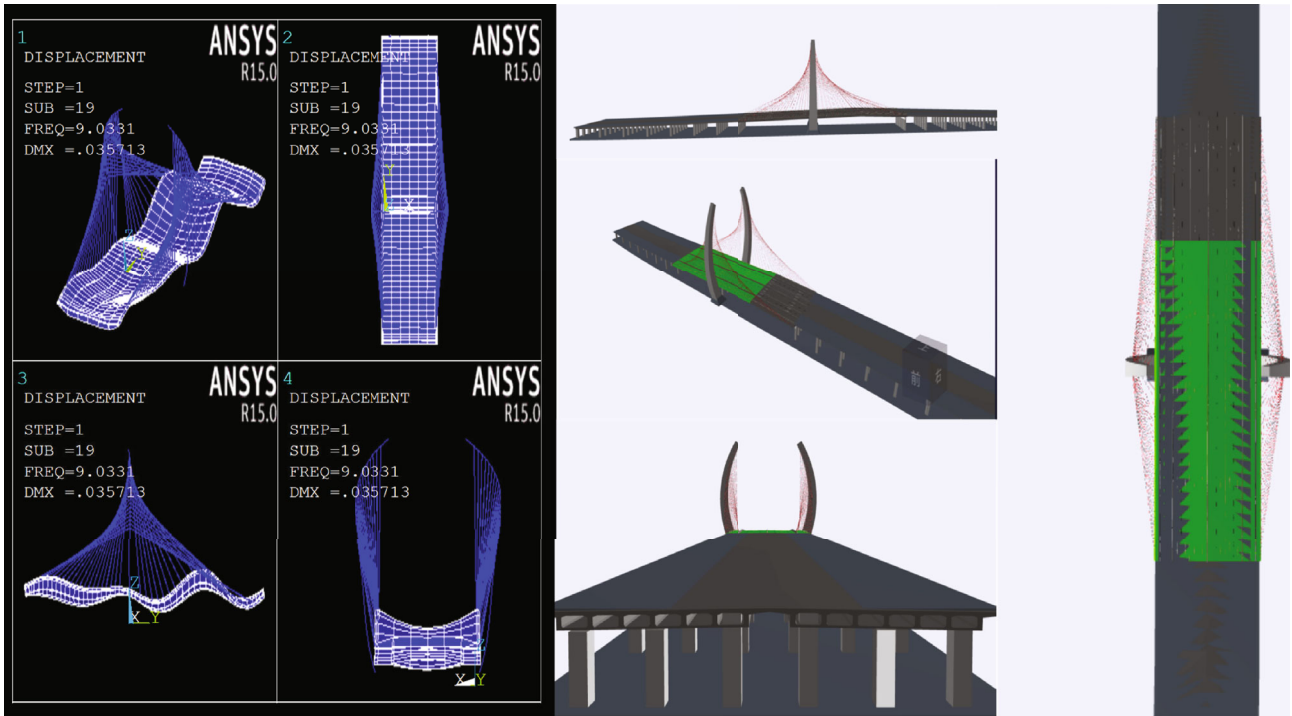 1
ANSYS
R15.0
DISPLACEMENT
STEP=1
SUB =19
FREQ=9.0331
DMX =.035713
Z
X
2
ANSYS
R15.0
DISPLACEMENT
STEP=1
SUB =19
FREQ=9.0331
DMX =.035713
Y
X
3
ANSYS
R15.0
DISPLACEMENT
STEP=1
SUB =19
FREQ=9.0331
DMX =.035713
Z
X Y
4
ANSYS
R15.0
DISPLACEMENT
STEP=1
SUB =19
FREQ=9.0331
DMX =.035713
Z
X Y
前 右